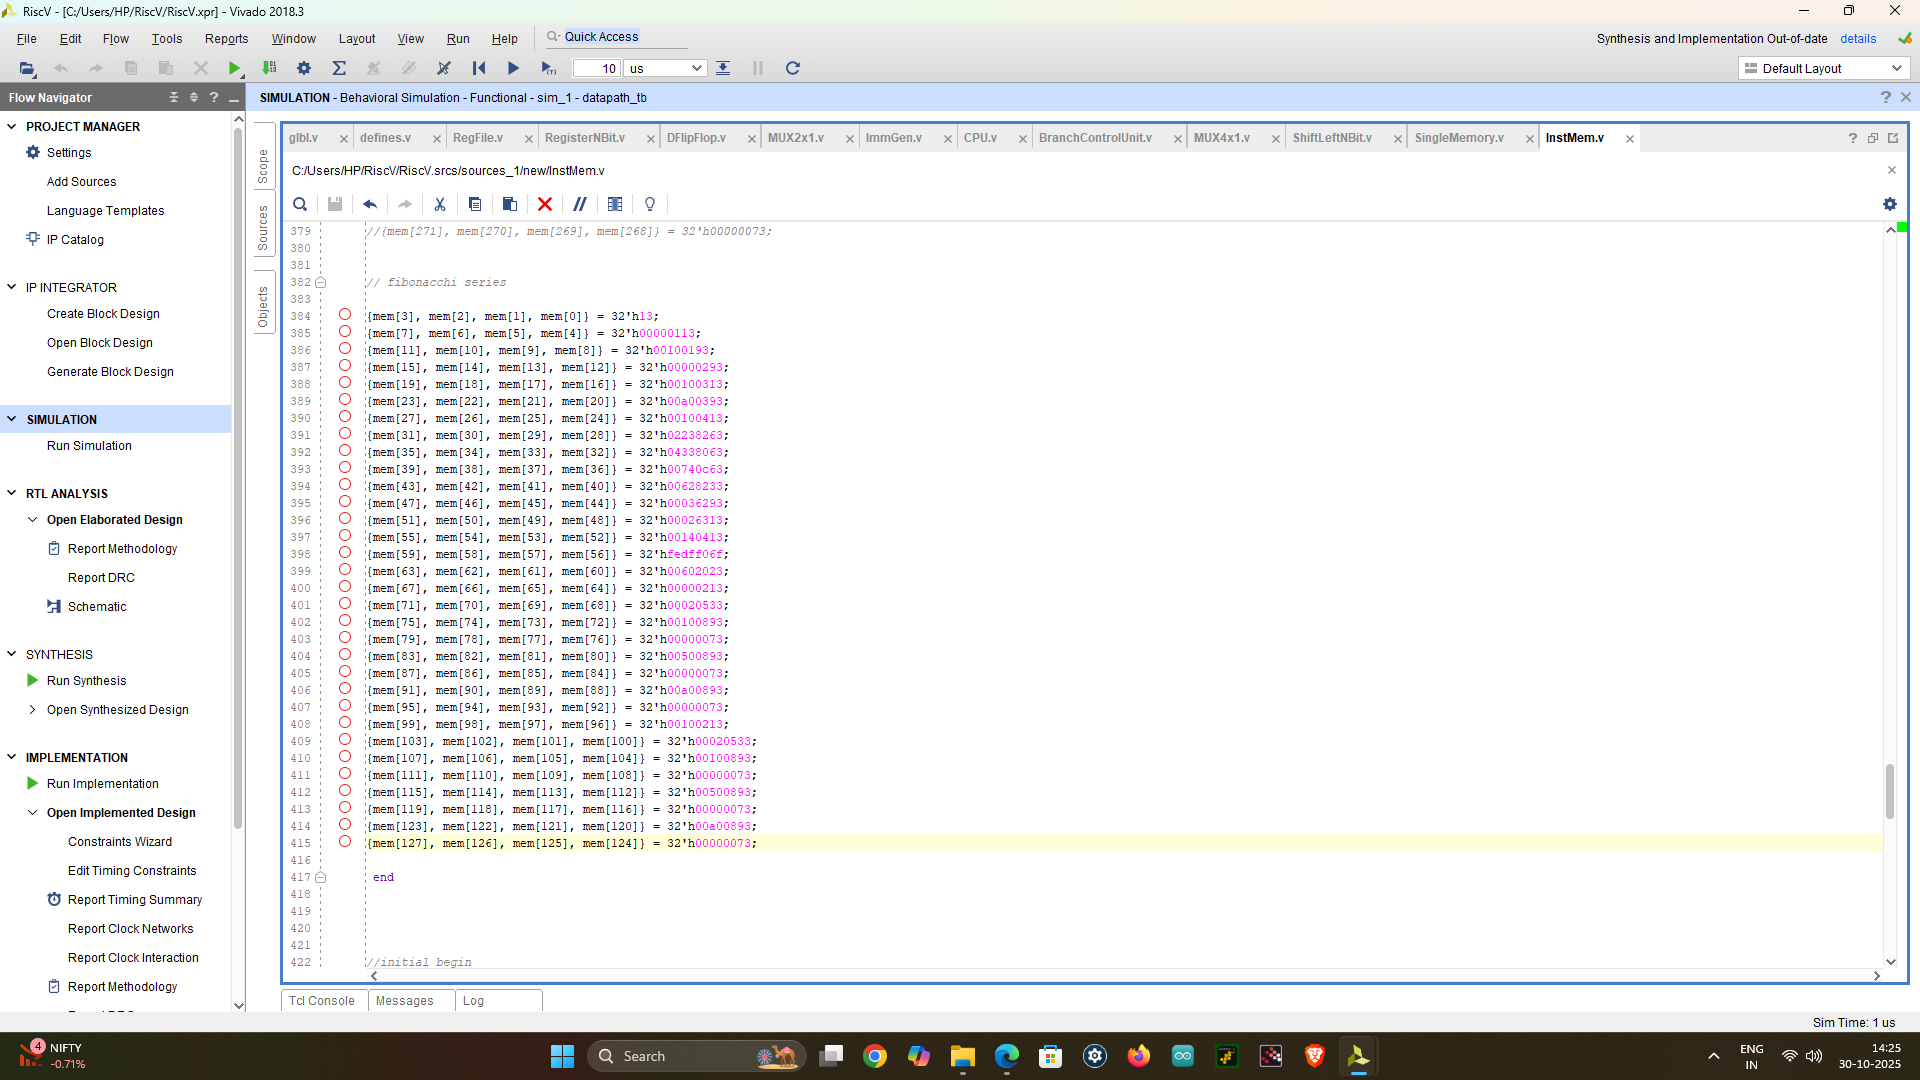 RiscV - [C:/Users/HP/RiscV/RiscV.xpr] - Vivado 2018.3
File Edit Flow Tools Reports Window Layout View Run Help Quick Access
Synthesis and Implementation Out-of-date details
10 us
Default Layout
Flow Navigator
SIMULATION - Behavioral Simulation - Functional - sim_1 - datapath_tb
PROJECT MANAGER
Settings
Add Sources
Language Templates
IP Catalog
IP INTEGRATOR
Create Block Design
Open Block Design
Generate Block Design
SIMULATION
Run Simulation
RTL ANALYSIS
Open Elaborated Design
Report Methodology
Report DRC
Schematic
SYNTHESIS
Run Synthesis
Open Synthesized Design
IMPLEMENTATION
Run Implementation
Open Implemented Design
Constraints Wizard
Edit Timing Constraints
Report Timing Summary
Report Clock Networks
Report Clock Interaction
Report Methodology
Scope
Sources
Objects
glbl.v defines.v RegFile.v RegisterNBit.v DFlipFlop.v MUX2x1.v ImmGen.v CPU.v BranchControlUnit.v MUX4x1.v ShiftLeftNBit.v SingleMemory.v InstMem.v
C:/Users/HP/RiscV/RiscV.srcs/sources_1/new/InstMem.v
379 //{mem[271], mem[270], mem[269], mem[268]} = 32'h00000073;
380
381
382 // fibonacchi series
383
384 {mem[3], mem[2], mem[1], mem[0]} = 32'h13;
385 {mem[7], mem[6], mem[5], mem[4]} = 32'h00000113;
386 {mem[11], mem[10], mem[9], mem[8]} = 32'h00100193;
387 {mem[15], mem[14], mem[13], mem[12]} = 32'h00000293;
388 {mem[19], mem[18], mem[17], mem[16]} = 32'h00100313;
389 {mem[23], mem[22], mem[21], mem[20]} = 32'h00a00393;
390 {mem[27], mem[26], mem[25], mem[24]} = 32'h00100413;
391 {mem[31], mem[30], mem[29], mem[28]} = 32'h02238263;
392 {mem[35], mem[34], mem[33], mem[32]} = 32'h04338063;
393 {mem[39], mem[38], mem[37], mem[36]} = 32'h00740c63;
394 {mem[43], mem[42], mem[41], mem[40]} = 32'h00628233;
395 {mem[47], mem[46], mem[45], mem[44]} = 32'h00036293;
396 {mem[51], mem[50], mem[49], mem[48]} = 32'h00026313;
397 {mem[55], mem[54], mem[53], mem[52]} = 32'h00140413;
398 {mem[59], mem[58], mem[57], mem[56]} = 32'hfedff06f;
399 {mem[63], mem[62], mem[61], mem[60]} = 32'h00602023;
400 {mem[67], mem[66], mem[65], mem[64]} = 32'h00000213;
401 {mem[71], mem[70], mem[69], mem[68]} = 32'h00020533;
402 {mem[75], mem[74], mem[73], mem[72]} = 32'h00100893;
403 {mem[79], mem[78], mem[77], mem[76]} = 32'h00000073;
404 {mem[83], mem[82], mem[81], mem[80]} = 32'h00500893;
405 {mem[87], mem[86], mem[85], mem[84]} = 32'h00000073;
406 {mem[91], mem[90], mem[89], mem[88]} = 32'h00a00893;
407 {mem[95], mem[94], mem[93], mem[92]} = 32'h00000073;
408 {mem[99], mem[98], mem[97], mem[96]} = 32'h00100213;
409 {mem[103], mem[102], mem[101], mem[100]} = 32'h00020533;
410 {mem[107], mem[106], mem[105], mem[104]} = 32'h00100893;
411 {mem[111], mem[110], mem[109], mem[108]} = 32'h00000073;
412 {mem[115], mem[114], mem[113], mem[112]} = 32'h00500893;
413 {mem[119], mem[118], mem[117], mem[116]} = 32'h00000073;
414 {mem[123], mem[122], mem[121], mem[120]} = 32'h00a00893;
415 {mem[127], mem[126], mem[125], mem[124]} = 32'h00000073;
416
417 end
418
419
420
421
422 //initial begin
Tcl Console Messages Log
Sim Time: 1 us
4
NIFTY
-0.71%
Search
ENG
IN
14:25
30-10-2025